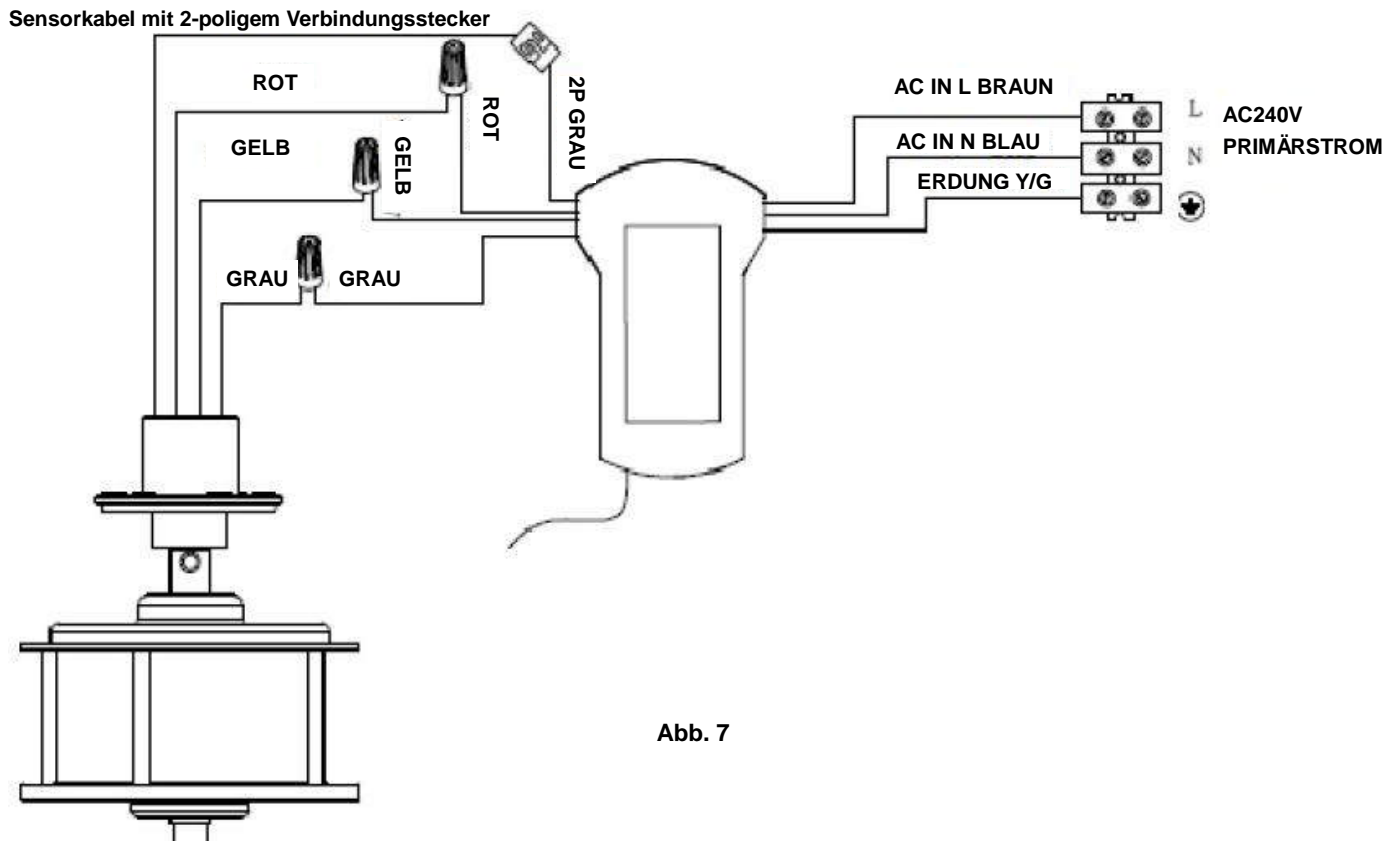 Sensorkabel mit 2-poligem Verbindungsstecker
ROT
ROT
2P GRAU
GELB
GELB
GRAU
GRAU
AC IN L BRAUN
AC IN N BLAU
ERDUNG Y/G
L
N
AC240V
PRIMÄRSTROM
Abb. 7